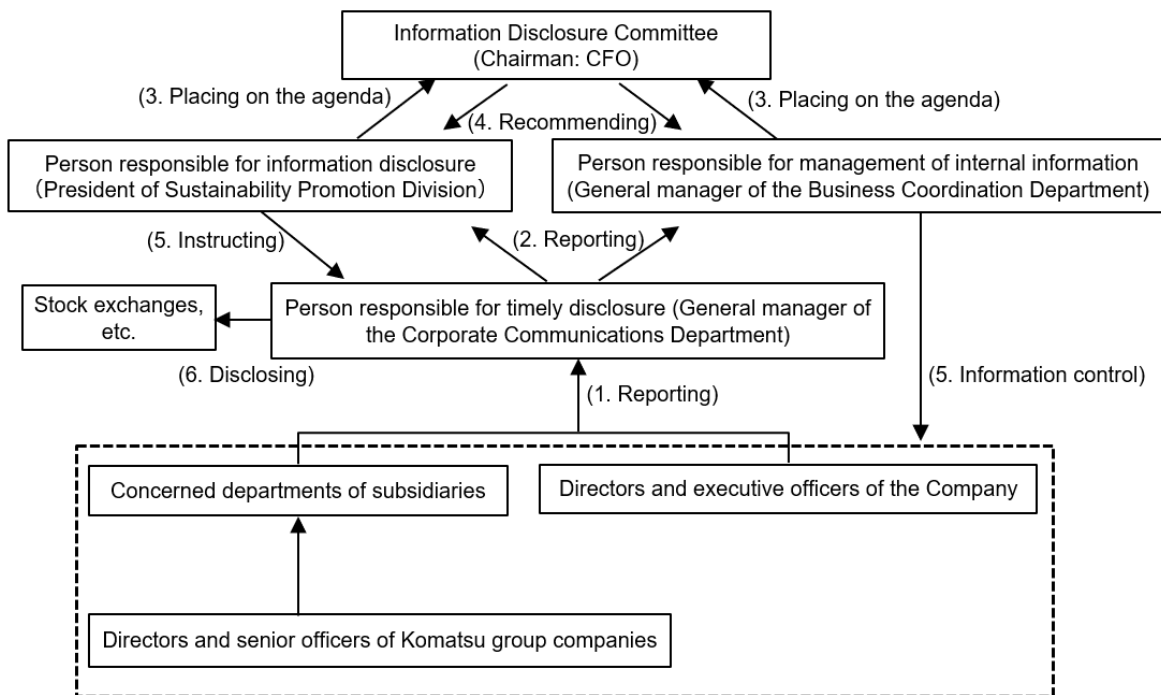 Information Disclosure Committee
(Chairman: CFO)
(3. Placing on the agenda)
(3. Placing on the agenda)
(4. Recommending)
Person responsible for information disclosure
（President of Sustainability Promotion Division）
Person responsible for management of internal information
(General manager of the Business Coordination Department)
(5. Instructing)
(2. Reporting)
Stock exchanges,
etc.
Person responsible for timely disclosure (General manager of
the Corporate Communications Department)
(6. Disclosing)
(1. Reporting)
(5. Information control)
Concerned departments of subsidiaries
Directors and executive officers of the Company
Directors and senior officers of Komatsu group companies